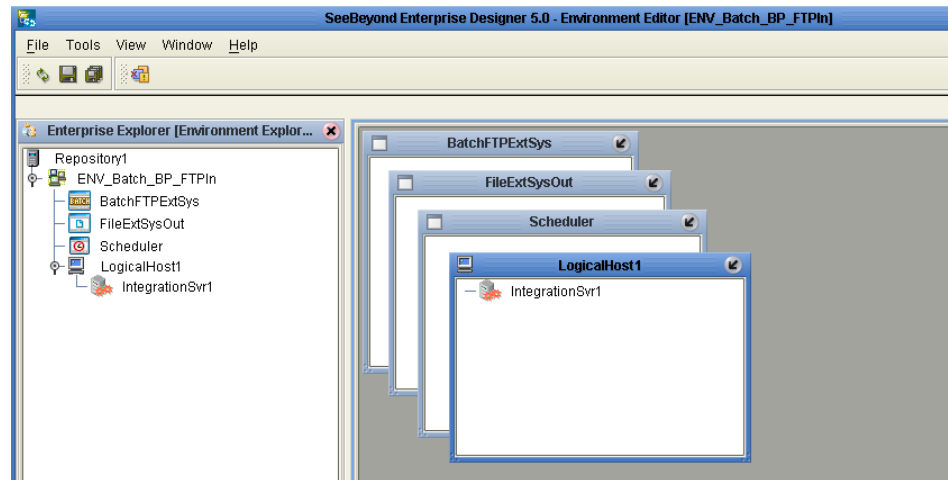 SeeBeyond Enterprise Designer 5.0 - Environment Editor [ENV_Batch_BP_FTPIn]
File Tools View Window Help
Enterprise Explorer [Environment Explor...
Repository1
ENV_Batch_BP_FTPIn
BATCH
BatchFTPExtSys
FileExtSysOut
Scheduler
LogicalHost1
IntegrationSvr1
BatchFTPExtSys
FileExtSysOut
Scheduler
LogicalHost1
IntegrationSvr1